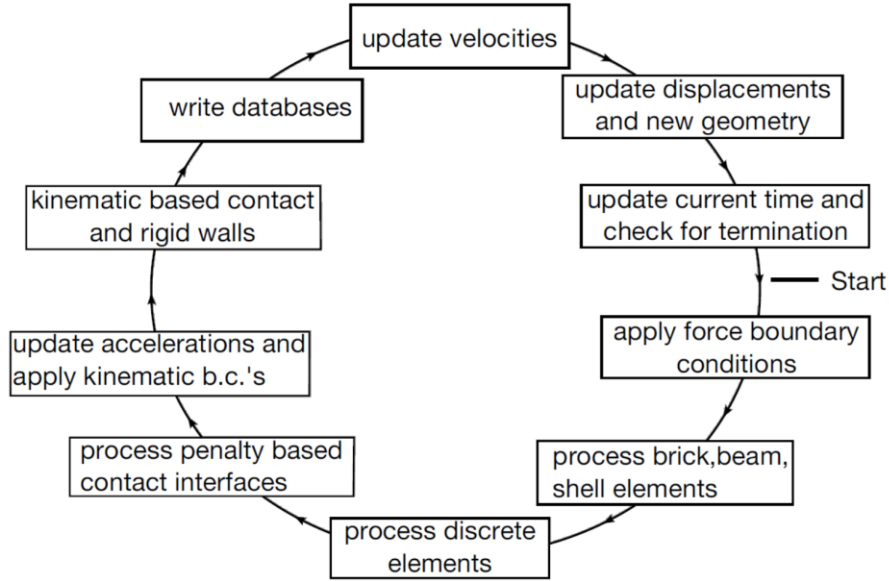 update velocities
update displacements
and new geometry
write databases
kinematic based contact
and rigid walls
update current time and
check for termination
Start
apply force boundary
conditions
update accelerations and
apply kinematic b.c.'s
process penalty based
contact interfaces
process brick,beam,
shell elements
process discrete
elements